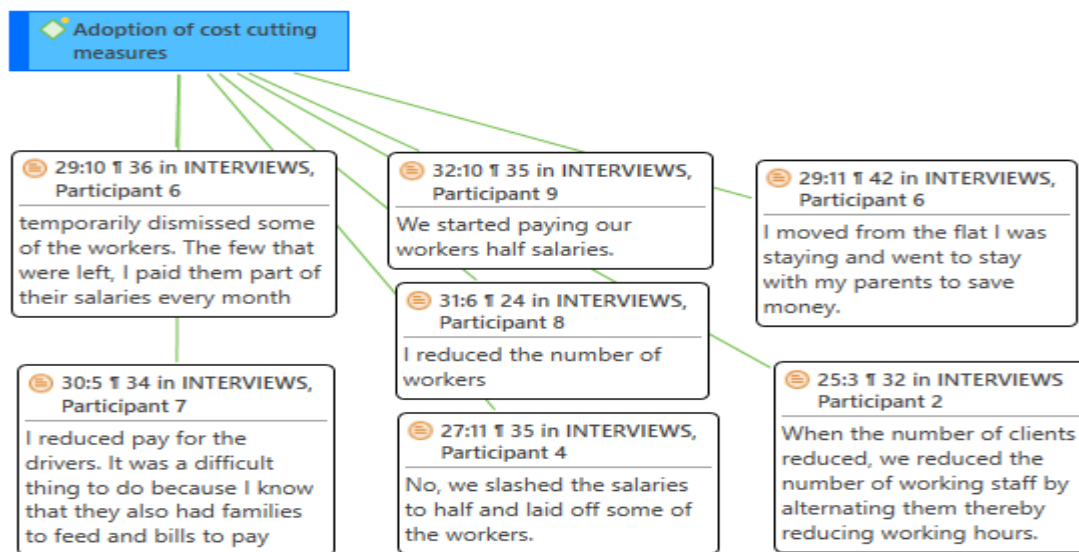 Adoption of cost cutting
measures
29:10 ¶ 36 in INTERVIEWS,
Participant 6
temporarily dismissed some
of the workers. The few that
were left, I paid them part of
their salaries every month
32:10 ¶ 35 in INTERVIEWS,
Participant 9
We started paying our
workers half salaries.
29:11 ¶ 42 in INTERVIEWS,
Participant 6
I moved from the flat I was
staying and went to stay
with my parents to save
money.
31:6 ¶ 24 in INTERVIEWS,
Participant 8
I reduced the number of
workers
30:5 ¶ 34 in INTERVIEWS,
Participant 7
I reduced pay for the
drivers. It was a difficult
thing to do because I know
that they also had families
to feed and bills to pay
27:11 ¶ 35 in INTERVIEWS,
Participant 4
No, we slashed the salaries
to half and laid off some of
the workers.
25:3 ¶ 32 in INTERVIEWS
Participant 2
When the number of clients
reduced, we reduced the
number of working staff by
alternating them thereby
reducing working hours.